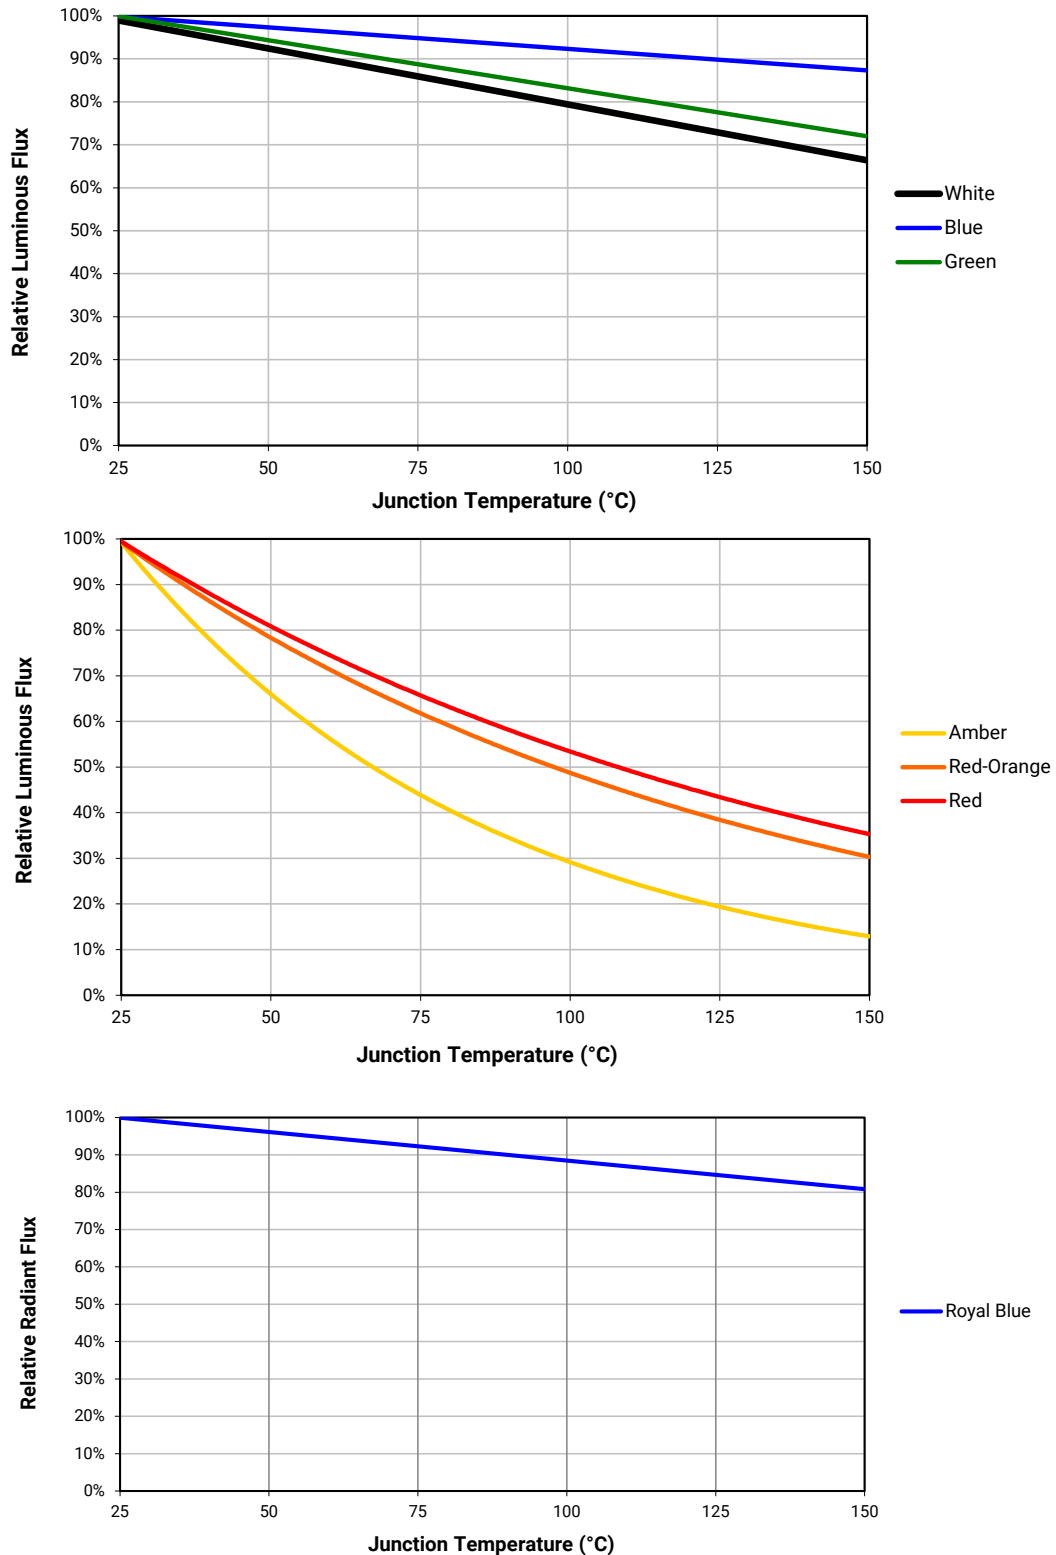 Relative Luminous Flux
100%
90%
80%
70%
60%
50%
40%
30%
20%
10%
0%
25 50 75 100 125 150
Junction Temperature (°C)
White
Blue
Green
Relative Luminous Flux
100%
90%
80%
70%
60%
50%
40%
30%
20%
10%
0%
25 50 75 100 125 150
Junction Temperature (°C)
Amber
Red-Orange
Red
Relative Radiant Flux
100%
90%
80%
70%
60%
50%
40%
30%
20%
10%
0%
25 50 75 100 125 150
Junction Temperature (°C)
Royal Blue